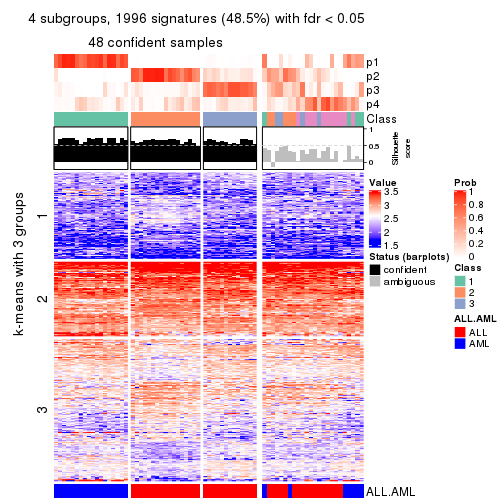 4 subgroups, 1996 signatures (48.5%) with fdr < 0.05
48 confident samples
p1
p2
p3
p4
Class
1
0.5
0
Silhouette
score
k-means with 3 groups
1
2
3
ALL.AML
Value
3.5
3
2.5
2
1.5
Status (barplots)
confident
ambiguous
Prob
1
0.8
0.6
0.4
0.2
0
Class
1
2
3
ALL.AML
ALL
AML